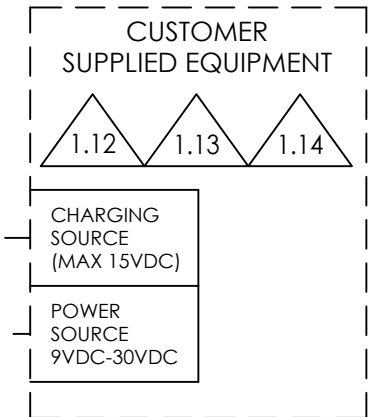 CUSTOMER
SUPPLIED EQUIPMENT
1.12 1.13 1.14
CHARGING
SOURCE
(MAX 15VDC)
POWER
SOURCE
9VDC-30VDC